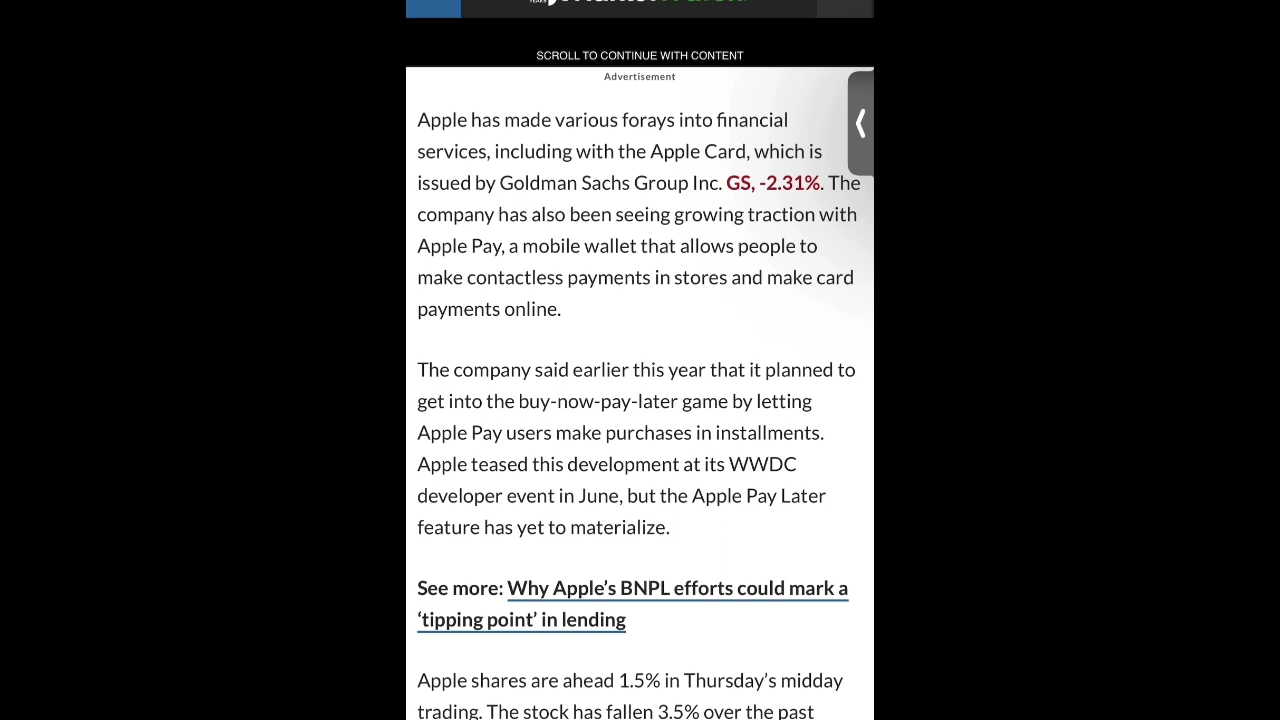 SCROLL TO CONTINUE WITH CONTENT
Advertisement
Apple has made various forays into financial
services, including with the Apple Card, which is
issued by Goldman Sachs Group Inc. GS, -2.31%. The
company has also been seeing growing traction with
Apple Pay, a mobile wallet that allows people to
make contactless payments in stores and make card
payments online.
The company said earlier this year that it planned to
get into the buy-now-pay-later game by letting
Apple Pay users make purchases in installments.
Apple teased this development at its WWDC
developer event in June, but the Apple Pay Later
feature has yet to materialize.
See more: Why Apple’s BNPL efforts could mark a
‘tipping point’ in lending
Apple shares are ahead 1.5% in Thursday’s midday
trading. The stock has fallen 3.5% over the past